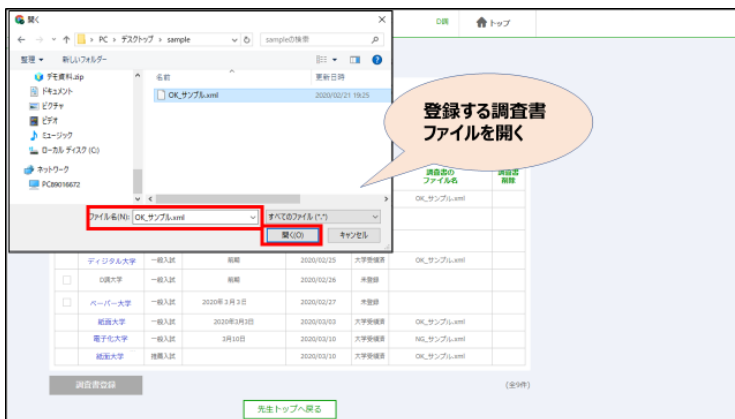 開く
D調
トップ
PC › デスクトップ › sample
sampleの検索
整理
新しいフォルダー
デモ資料.zip
ドキュメント
ピクチャ
ビデオ
ミュージック
ローカル ディスク (C:)
ネットワーク
PC89016672
名前
更新日時
OK_サンプル.xml
2020/02/21 19:25
登録する調査書
ファイルを開く
調査書の
ファイル名
調査書
削除
OK_サンプル.xml
ファイル名(N):
OK_サンプル.xml
すべてのファイル (*.*)
開く(O)
キャンセル
ディジタル大学 一般入試 前期 2020/02/25 大学受領済 OK_サンプル.xml
D調大学 一般入試 前期 2020/02/26 未登録
ペーパー大学 一般入試 2020年3月3日 2020/02/27 未登録
紙面大学 一般入試 2020年3月3日 2020/03/03 大学受領済 OK_サンプル.xml
電子化大学 一般入試 3月10日 2020/03/10 大学受領済 NG_サンプル.xml
紙面大学 推薦入試 2020/03/10 大学受領済 OK_サンプル.xml
調査書登録
(全9件)
先生トップへ戻る